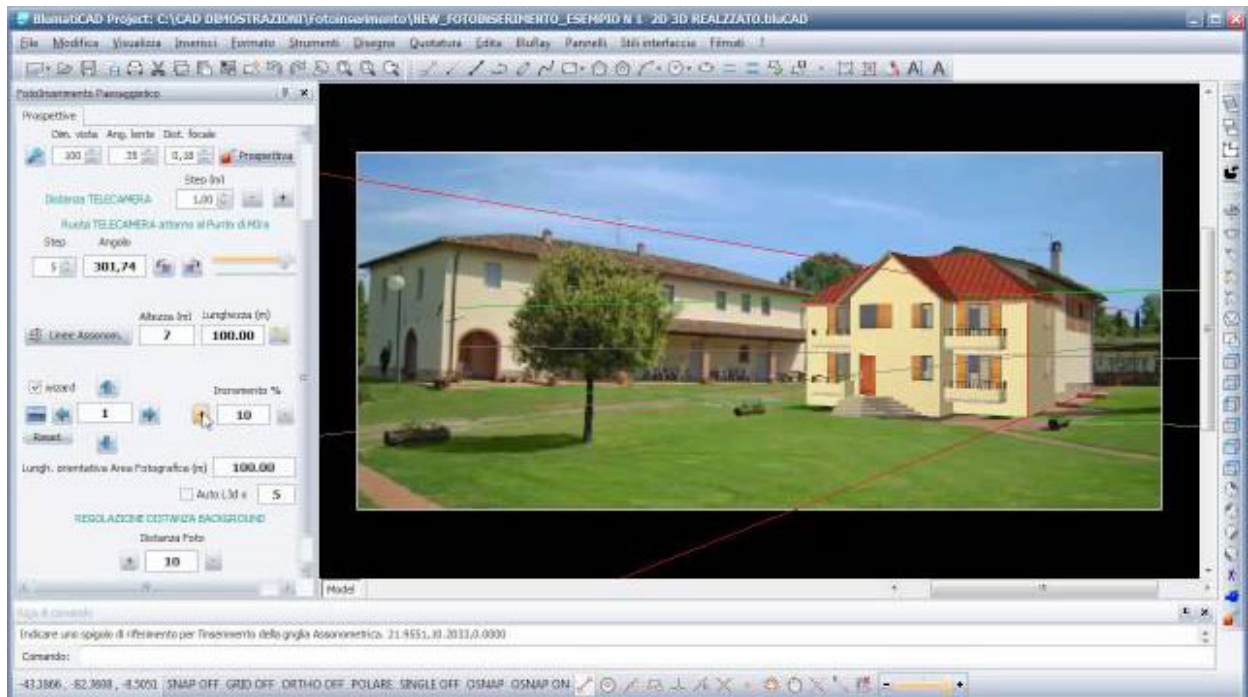 BlumatiCAD Project: C:\CAD DIMOSTRAZIONI\Fotoinserimento\NEW_FOTOINSERIMENTO_ESEMPIO N 1 2D 3D REALZZATO.bluCAD
File Modifica Visualizza Inserisci Formato Strumenti Disegna Quotatura Edita BluRay Pannelli Stili interfaccia Filmati ?
FotoInserimento Paesaggistico
Prospettive
Dim. vista Ang. lente Dist. focale
100 35 0,18 Prospettiva
Step (m)
Distanza TELECAMERA 1,00
Ruota TELECAMERA attorno al Punto di Mira
Step Angolo
5 301,74
Altezza (m) Lunghezza (m)
Linee Assonom. 7 100.00
wizard Incremento %
1 10
Reset
Lungh. orientativa Area Fotografica (m) 100.00
Auto L3d x 5
REGOLAZIONE DISTANZA BACKGROUND
Distanza Foto
10
Model
Riga di comando
Indicare uno spigolo di riferimento per l'inserimento della griglia Assonometrica. 21.9551,10.2033,0.0000
Comando:
-43.3866 , -82.3608 , -8.5051 SNAP OFF GRID OFF ORTHO OFF POLARE SINGLE OFF OSNAP OSNAP ON